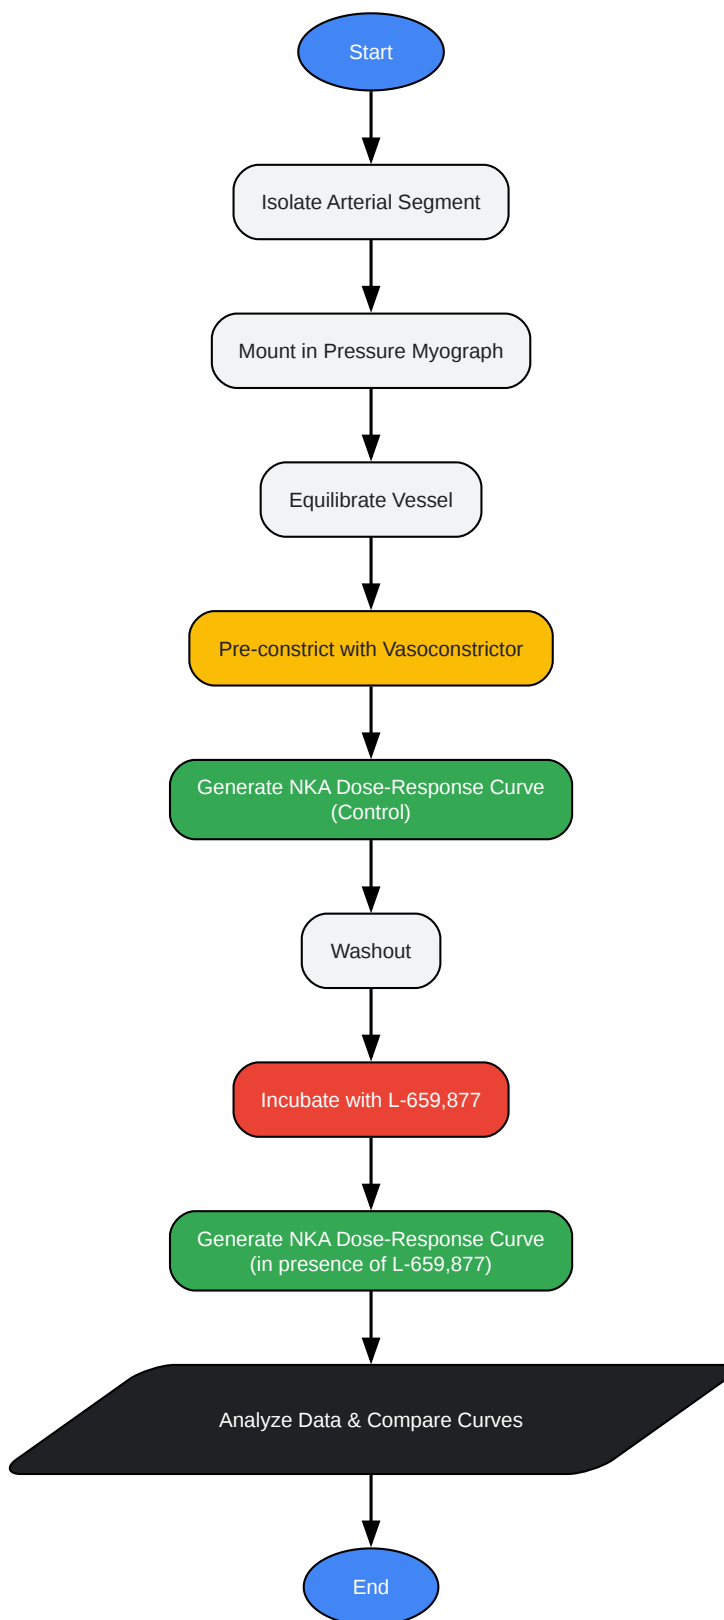 Start
Isolate Arterial Segment
Mount in Pressure Myograph
Equilibrate Vessel
Pre-constrict with Vasoconstrictor
Generate NKA Dose-Response Curve
(Control)
Washout
Incubate with L-659,877
Generate NKA Dose-Response Curve
(in presence of L-659,877)
Analyze Data & Compare Curves
End